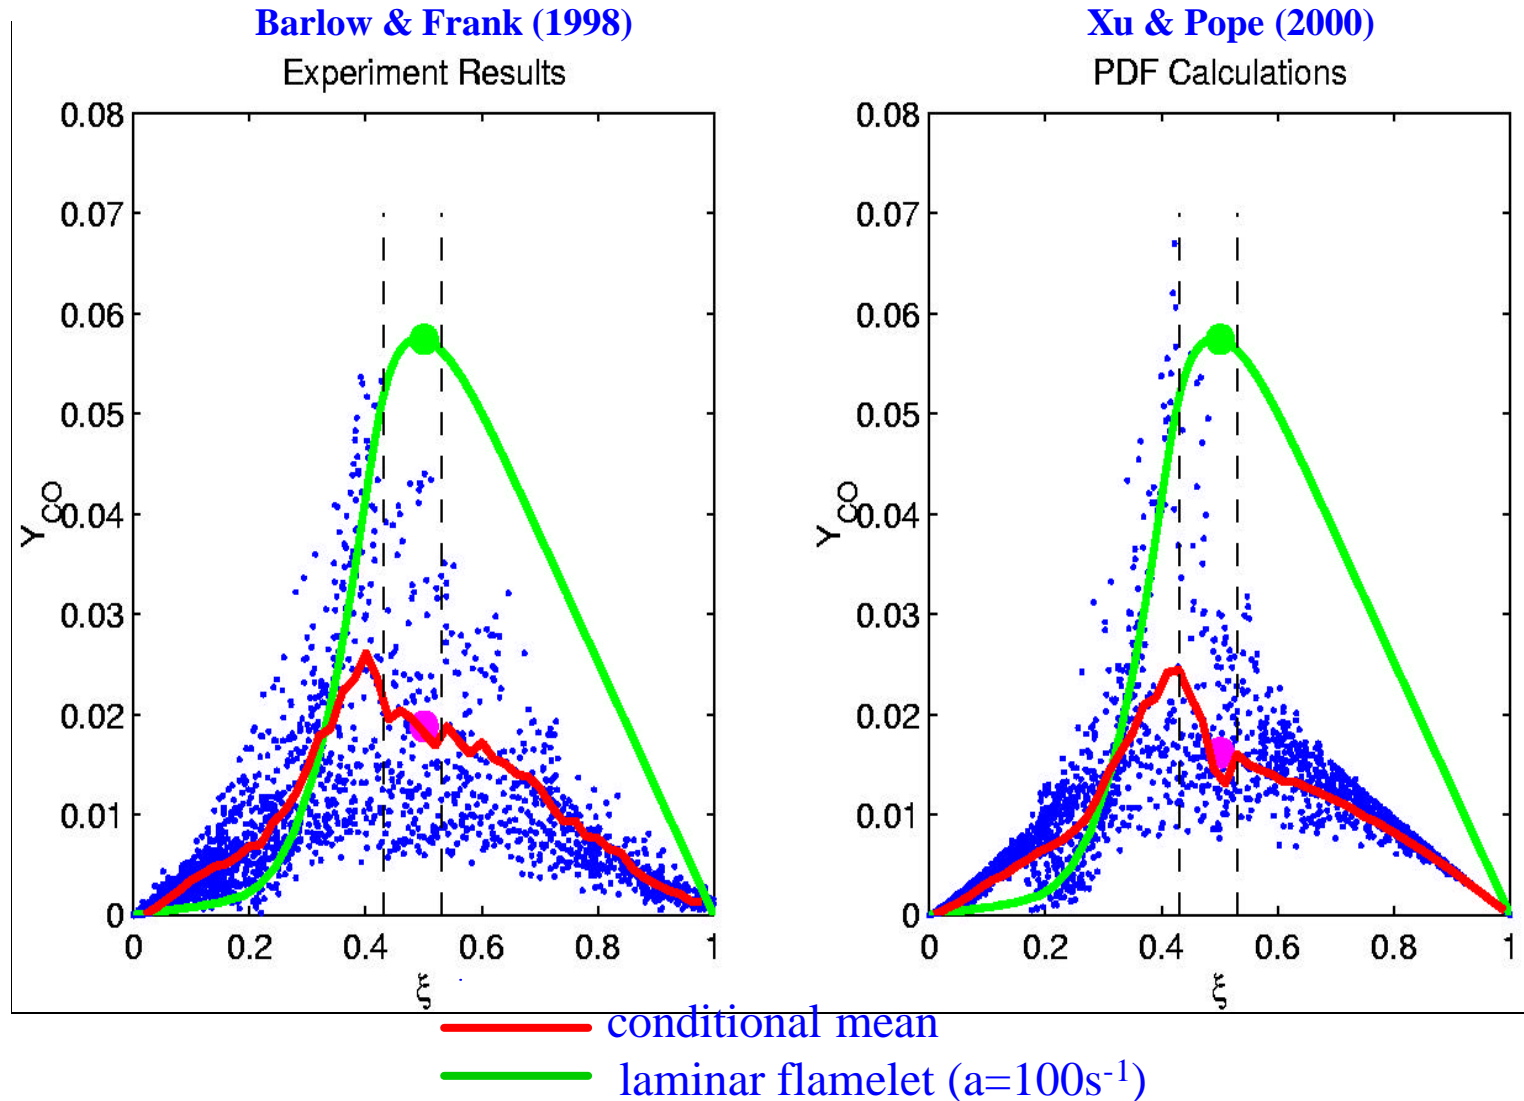 Barlow & Frank (1998)
Experiment Results
0.08
0.07
0.06
0.05
0.04
0.03
0.02
0.01
0
Y_CO
0 0.2 0.4 0.6 0.8 1
ξ
Xu & Pope (2000)
PDF Calculations
0.08
0.07
0.06
0.05
0.04
0.03
0.02
0.01
0
Y_CO
0 0.2 0.4 0.6 0.8 1
ξ
conditional mean
laminar flamelet (a=100s⁻¹)